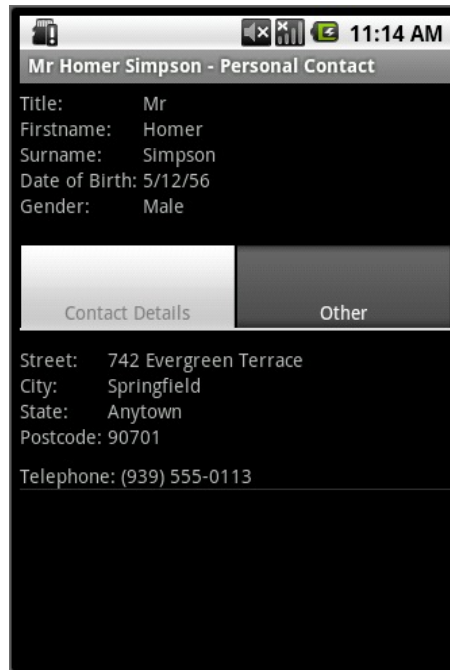 11:14 AM
Mr Homer Simpson - Personal Contact
Title: Mr
Firstname: Homer
Surname: Simpson
Date of Birth: 5/12/56
Gender: Male
Contact Details Other
Street: 742 Evergreen Terrace
City: Springfield
State: Anytown
Postcode: 90701
Telephone: (939) 555-0113